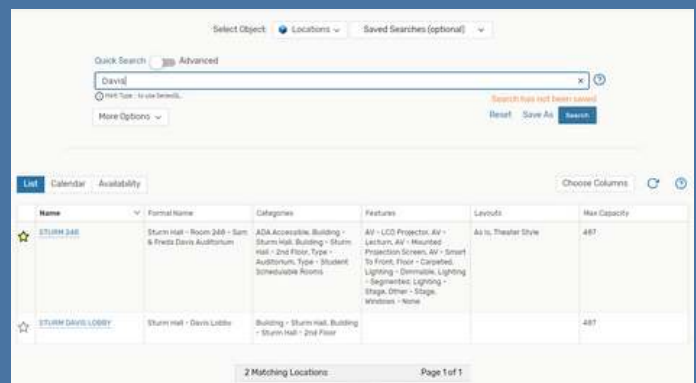 Select Object: Locations Saved Searches (optional)
Quick Search Advanced
Davis
Hint! Type :: to use SeriesQL.
Search has not been saved
More Options Reset Save As Search
List Calendar Availability Choose Columns
Name Formal Name Categories Features Layouts Max Capacity
STURM 248 Sturm Hall - Room 248 - Sam ADA Accessible, Building - AV - LCD Projector, AV - As Is, Theater Style 497
& Freda Davis Auditorium Sturm Hall, Building - Sturm Lectern, AV - Mounted
Hall - 2nd Floor, Type - Projection Screen, AV - Smart
Auditorium, Type - Student To Front, Floor - Carpeted,
Schedulable Rooms Lighting - Dimmable, Lighting
- Segmented, Lighting -
Stage, Other - Stage,
Windows - None
STURM DAVIS LOBBY Sturm Hall - Davis Lobby Building - Sturm Hall, Building 497
- Sturm Hall - 2nd Floor
2 Matching Locations Page 1 of 1